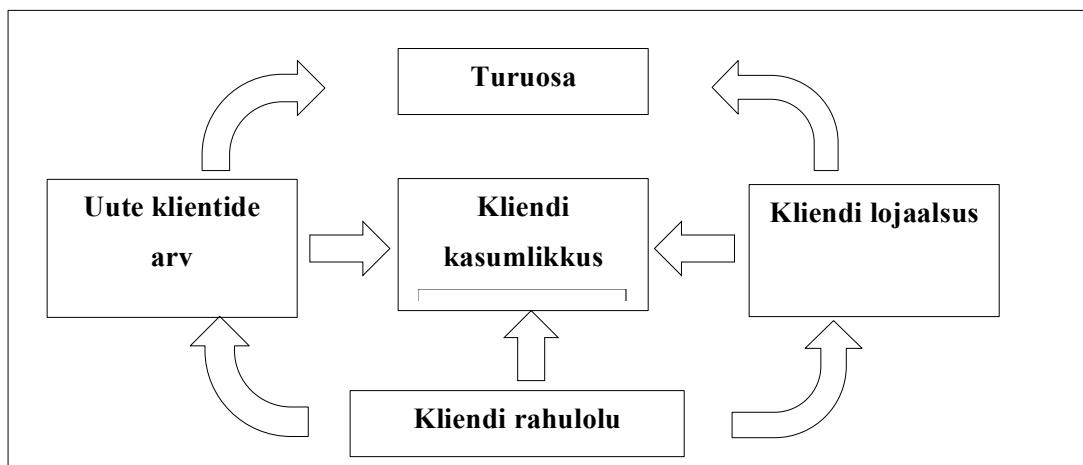 Turuosa
Uute klientide
arv
Kliendi
kasumlikkus
Kliendi lojaalsus
Kliendi rahulolu